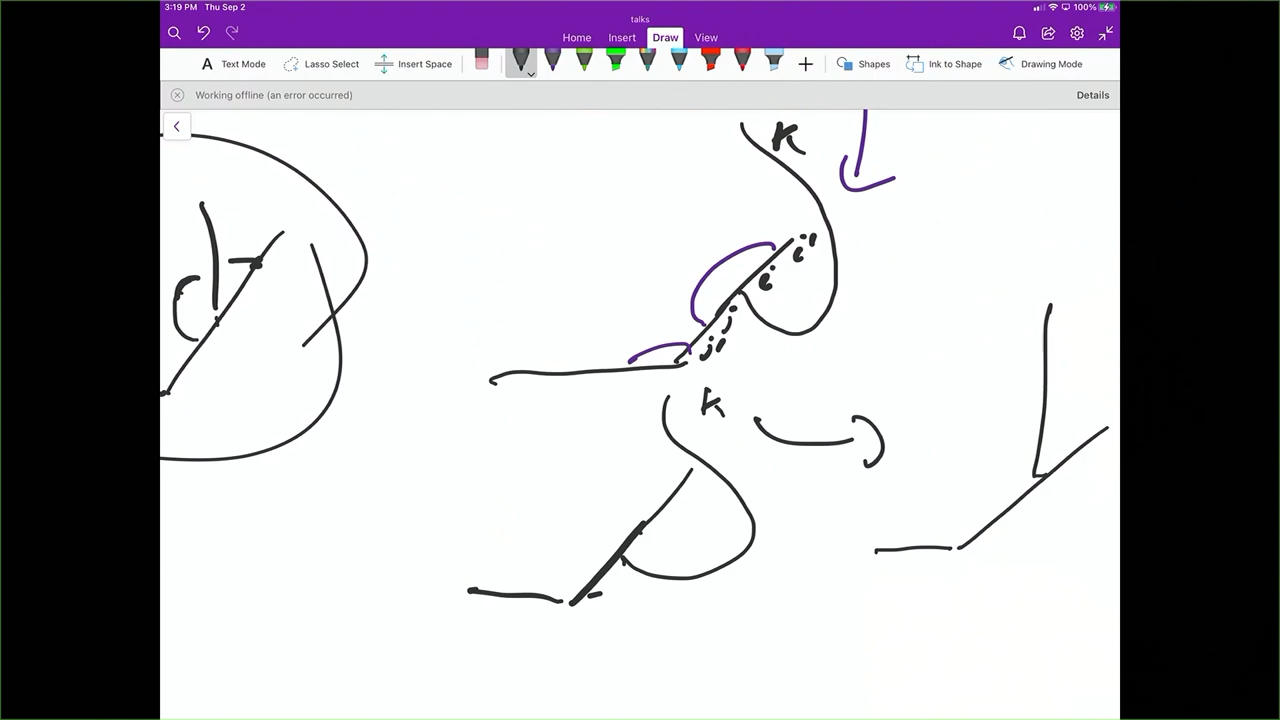 3:19 PM Thu Sep 2
100%
talks
Home Insert Draw View
Text Mode Lasso Select Insert Space Shapes Ink to Shape Drawing Mode
Working offline (an error occurred) Details
K
i'
i
j
j'
K